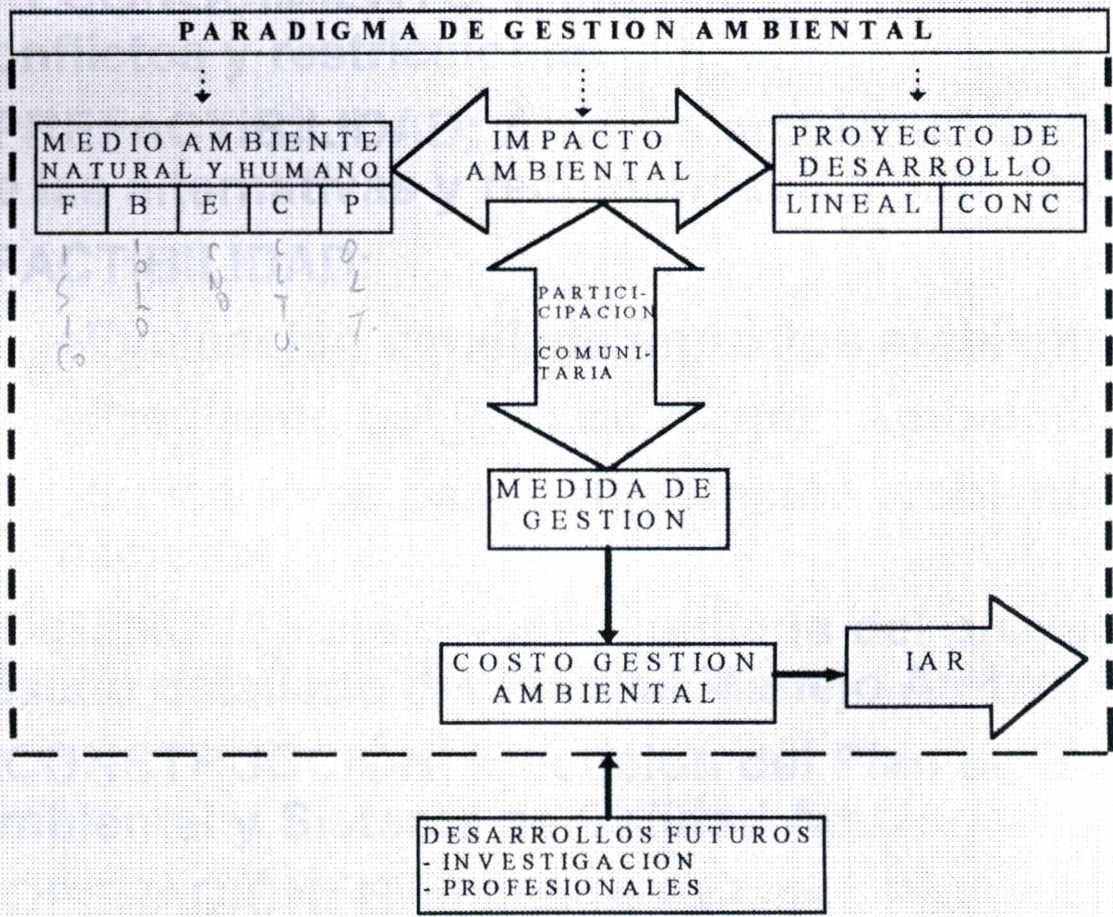 PARADIGMA DE GESTION AMBIENTAL
MEDIO AMBIENTE
NATURAL Y HUMANO
F B E C P
IMPACTO
AMBIENTAL
PROYECTO DE
DESARROLLO
LINEAL CONC
PARTICI-
CIPACION
COMUNI-
TARIA
MEDIDA DE
GESTION
COSTO GESTION
AMBIENTAL
IAR
DESARROLLOS FUTUROS
- INVESTIGACION
- PROFESIONALES